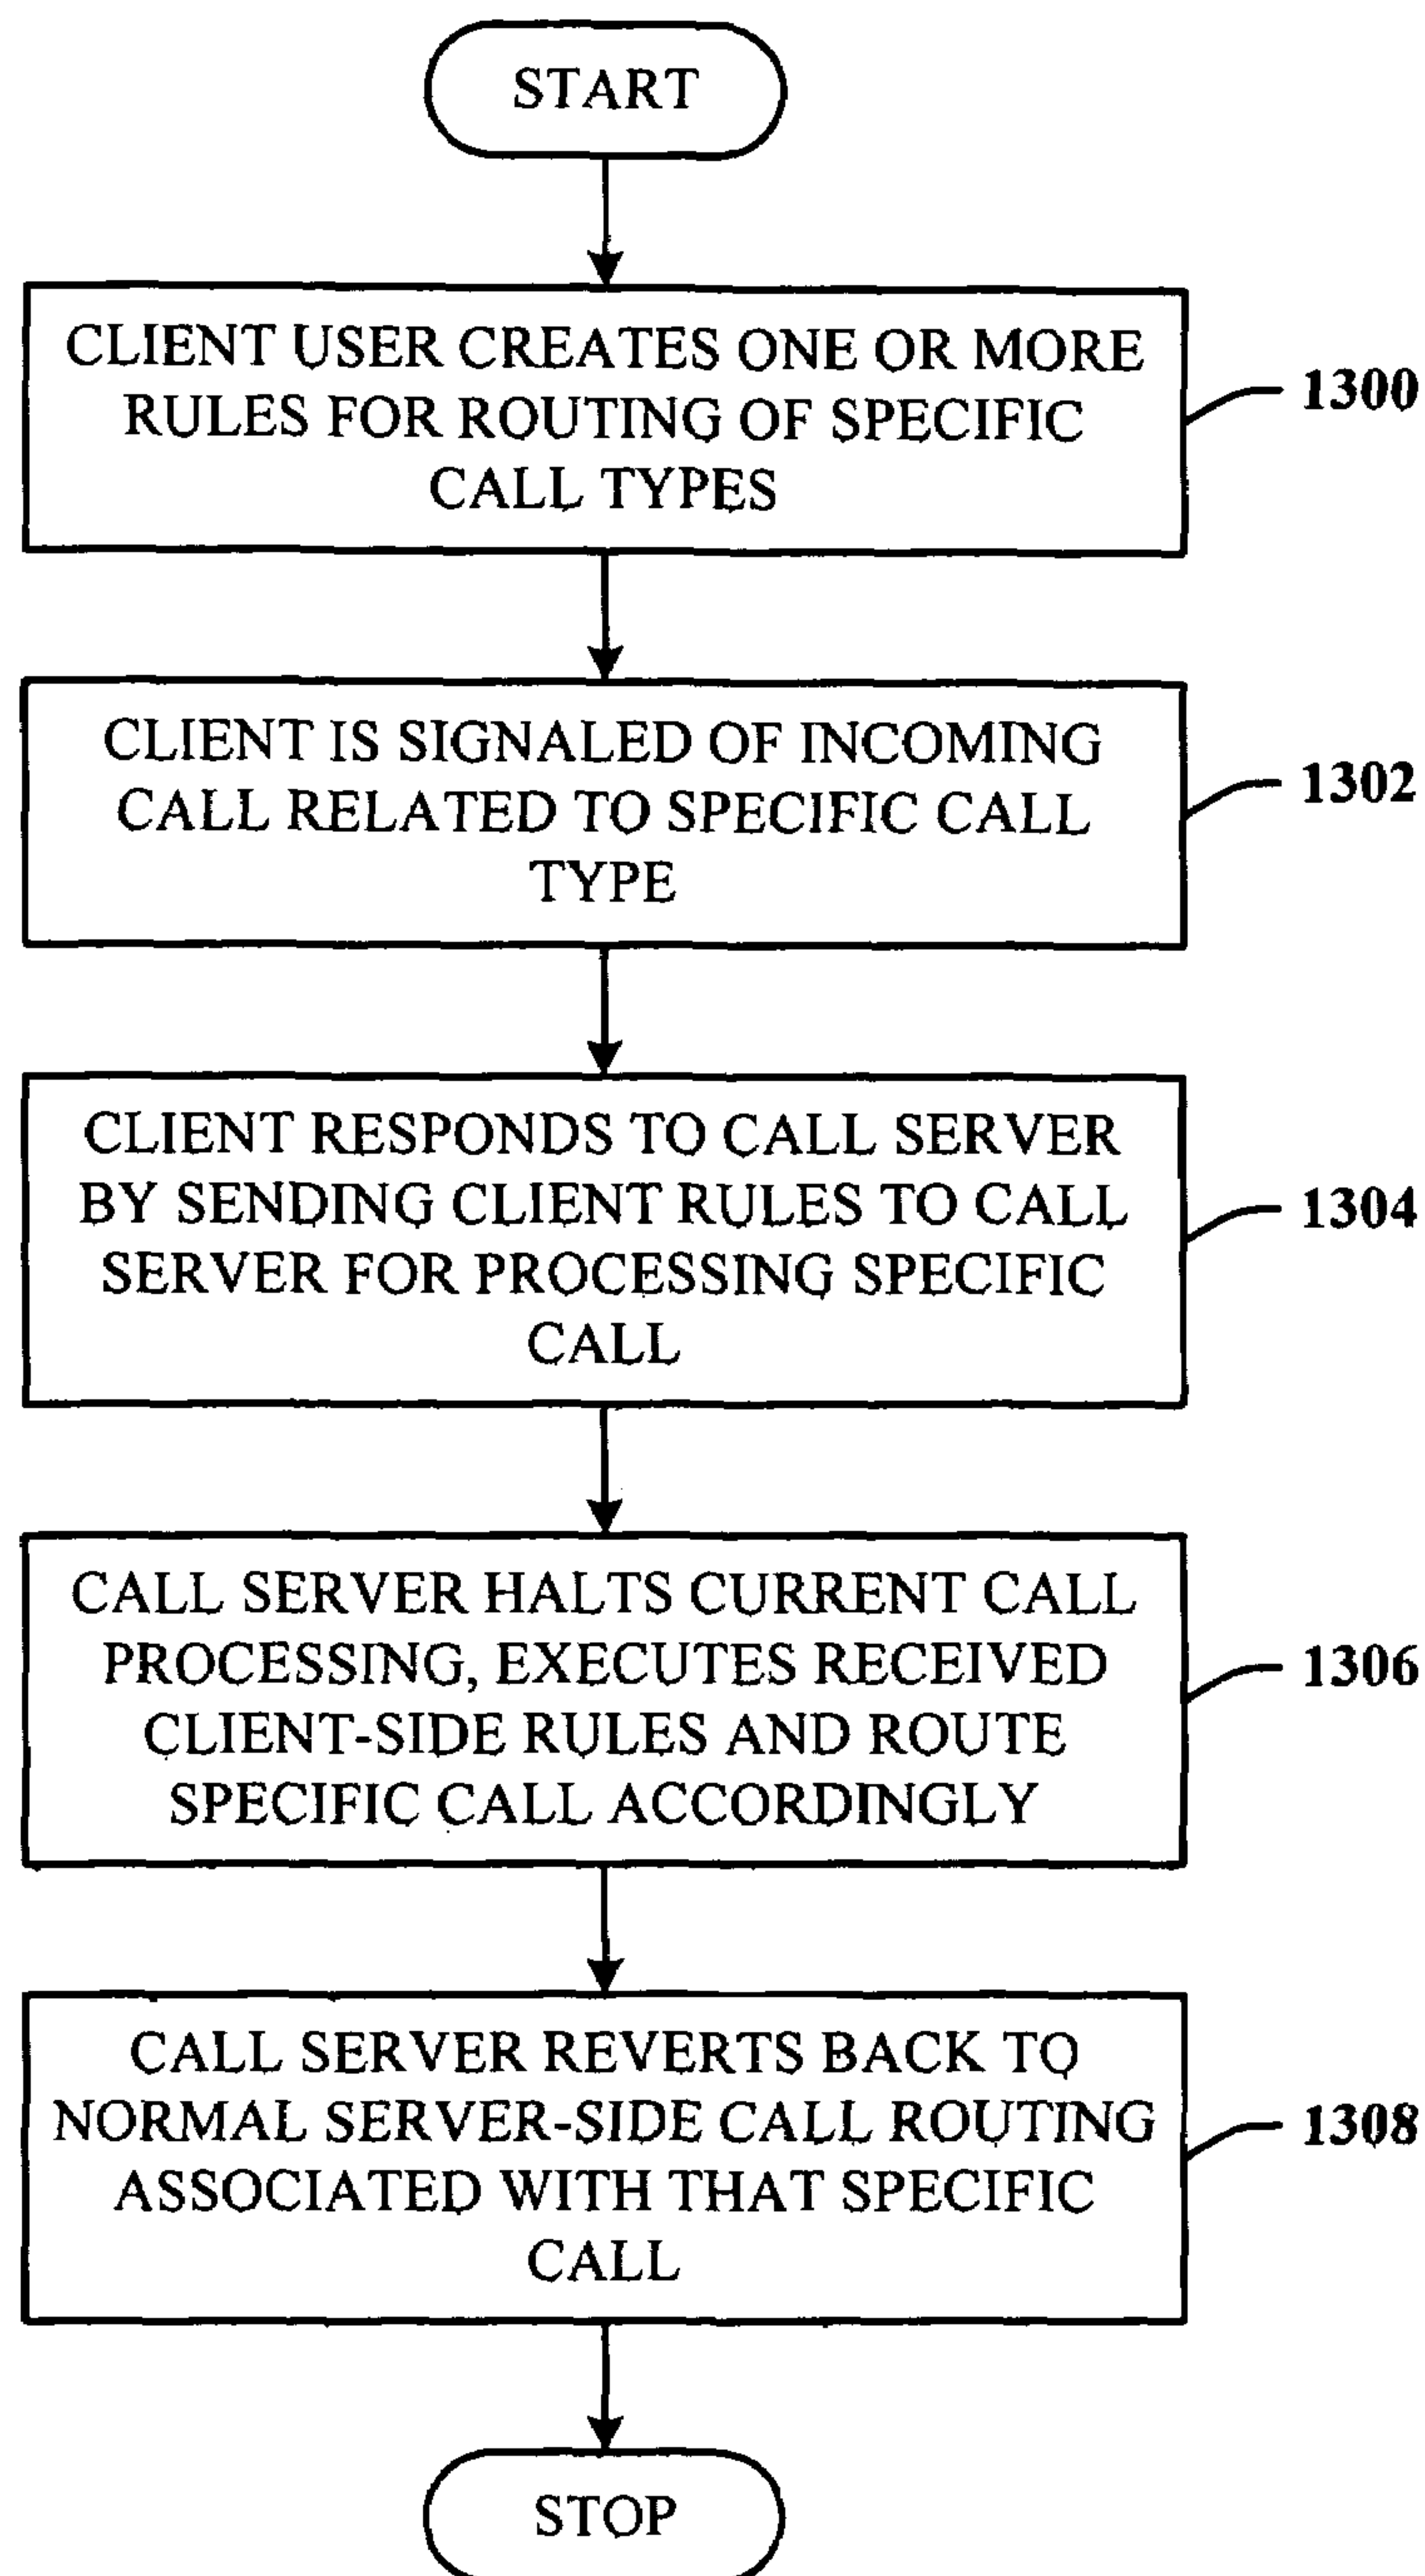 START
CLIENT USER CREATES ONE OR MORE
RULES FOR ROUTING OF SPECIFIC
CALL TYPES
1300
CLIENT IS SIGNALED OF INCOMING
CALL RELATED TO SPECIFIC CALL
TYPE
1302
CLIENT RESPONDS TO CALL SERVER
BY SENDING CLIENT RULES TO CALL
SERVER FOR PROCESSING SPECIFIC
CALL
1304
CALL SERVER HALTS CURRENT CALL
PROCESSING, EXECUTES RECEIVED
CLIENT-SIDE RULES AND ROUTE
SPECIFIC CALL ACCORDINGLY
1306
CALL SERVER REVERTS BACK TO
NORMAL SERVER-SIDE CALL ROUTING
ASSOCIATED WITH THAT SPECIFIC
CALL
1308
STOP